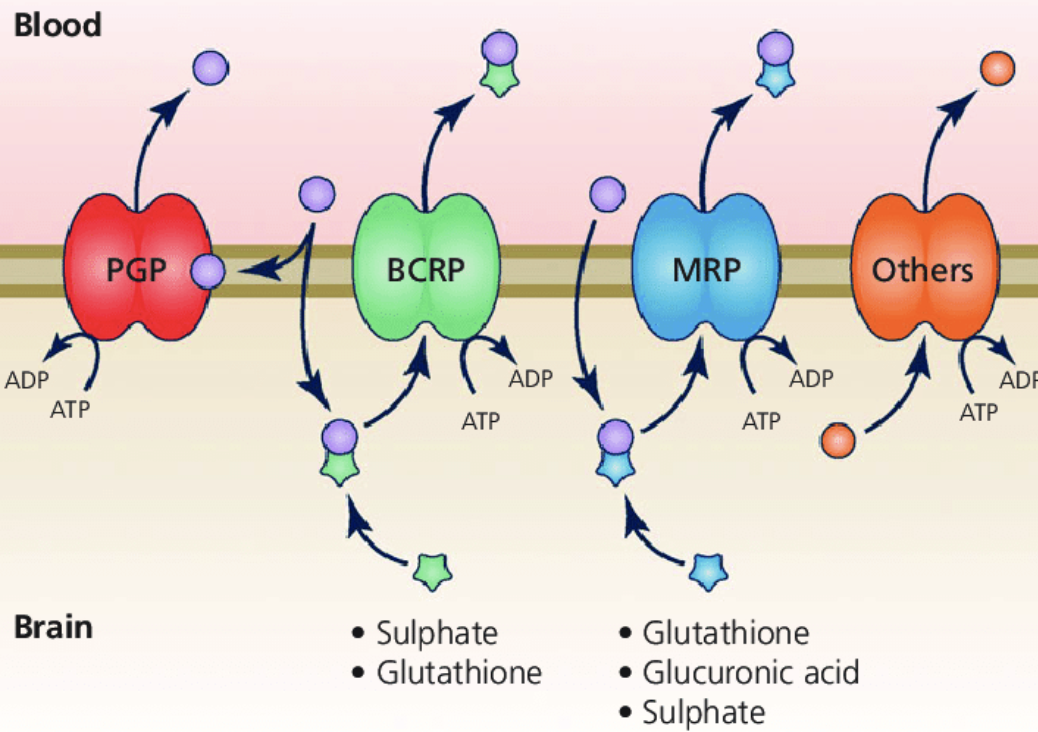 Blood
PGP
BCRP
MRP
Others
ADP
ATP
ADP
ATP
ADP
ATP
ADP
ATP
Brain
• Sulphate
• Glutathione
• Glutathione
• Glucuronic acid
• Sulphate